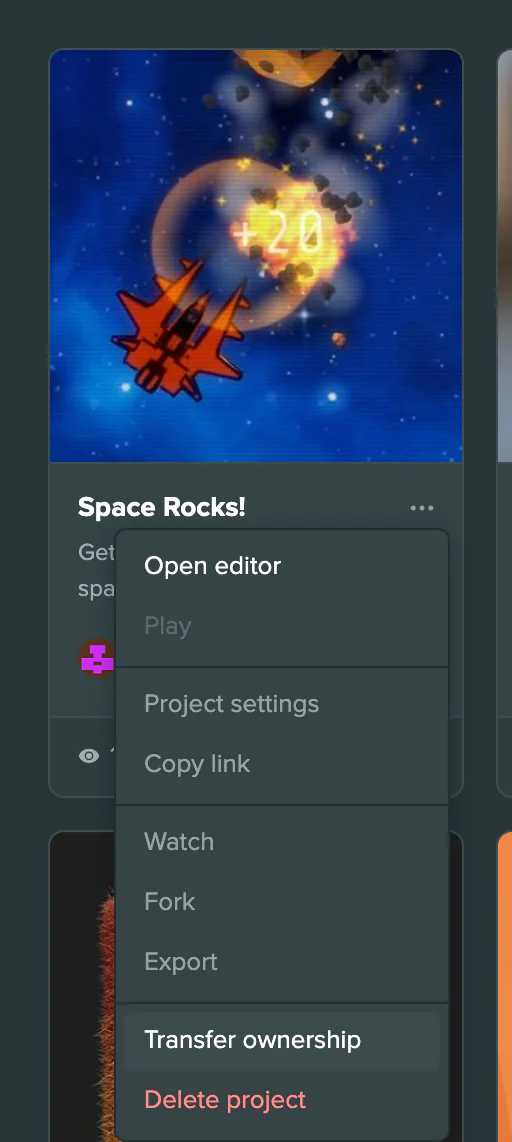 +20
Space Rocks!
Get
spa
Open editor
Play
Project settings
Copy link
Watch
Fork
Export
Transfer ownership
Delete project